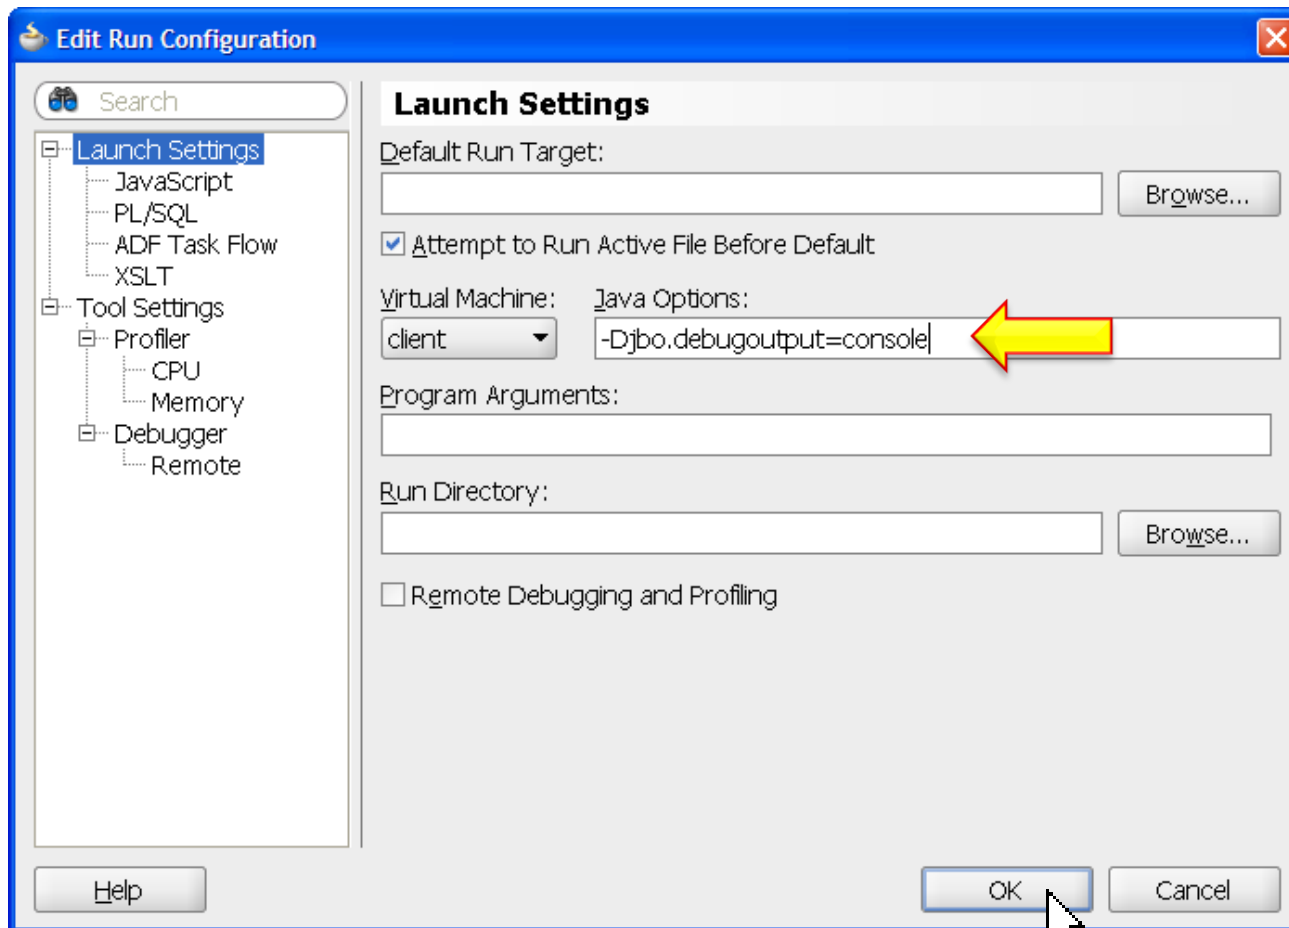 Edit Run Configuration
Search
Launch Settings
JavaScript
PL/SQL
ADF Task Flow
XSLT
Tool Settings
Profiler
CPU
Memory
Debugger
Remote
Launch Settings
Default Run Target:
Browse...
Attempt to Run Active File Before Default
Virtual Machine: Java Options:
client -Djbo.debugoutput=console
Program Arguments:
Run Directory:
Browse...
Remote Debugging and Profiling
Help OK Cancel